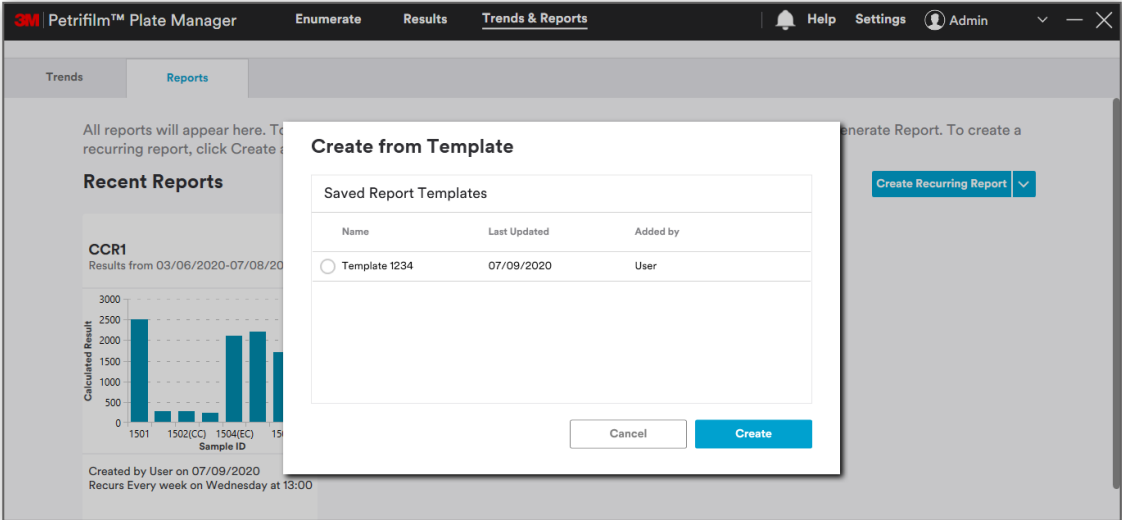 3M Petrifilm™ Plate Manager Enumerate Results Trends & Reports Help Settings Admin
Trends Reports
All reports will appear here. enerate Report. To create a
recurring report, click Create
Recent Reports
Create Recurring Report
CCR1
Results from 03/06/2020-07/08/20
3000
2500
2000
1500
1000
500
0
Calculated Result
1501 1502(CC) 1504(EC) 15
Sample ID
Created by User on 07/09/2020
Recurs Every week on Wednesday at 13:00
Create from Template
Saved Report Templates
Name Last Updated Added by
Template 1234 07/09/2020 User
Cancel Create